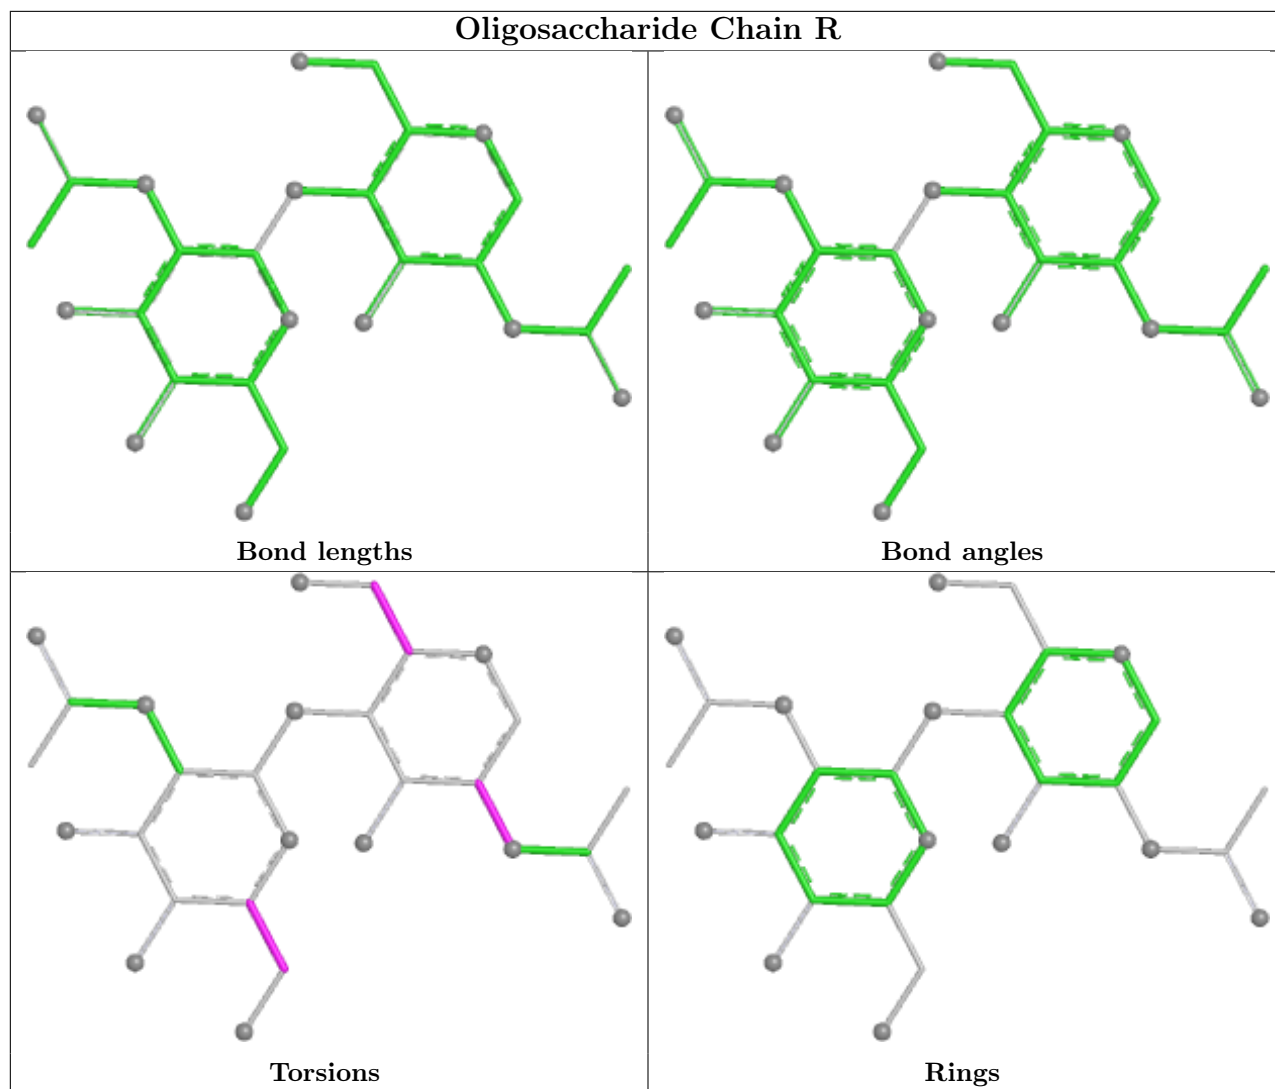 Oligosaccharide Chain R
Bond lengths
Bond angles
Torsions
Rings